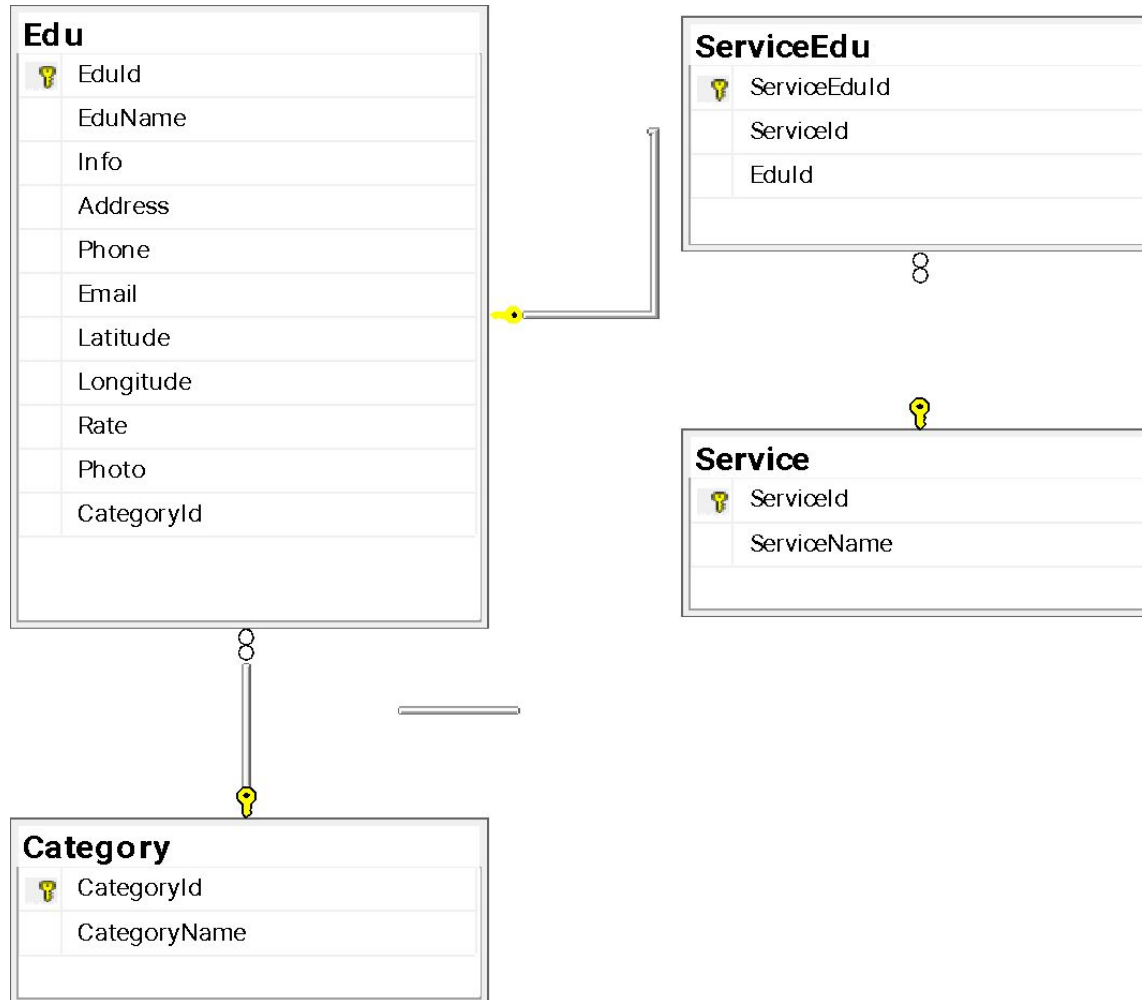 Edu
EduId
EduName
Info
Address
Phone
Email
Latitude
Longitude
Rate
Photo
CategoryId
ServiceEdu
ServiceEduId
ServiceId
EduId
Service
ServiceId
ServiceName
Category
CategoryId
CategoryName